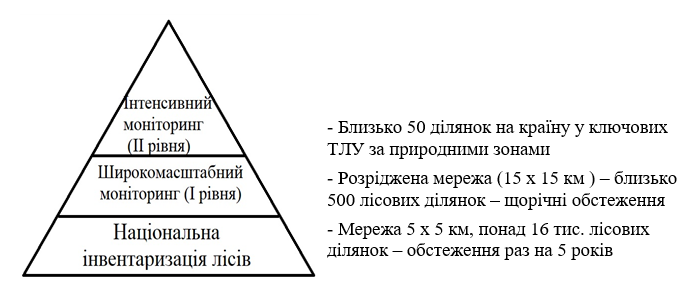 Інтенсивний
моніторинг
(ІІ рівня)
- Близько 50 ділянок на країну у ключових
ТЛУ за природними зонами
Широкомасштабний
моніторинг (І рівня)
- Розріджена мережа (15 х 15 км ) – близько
500 лісових ділянок – щорічні обстеження
Національна
інвентаризація лісів
- Мережа 5 х 5 км, понад 16 тис. лісових
ділянок – обстеження раз на 5 років